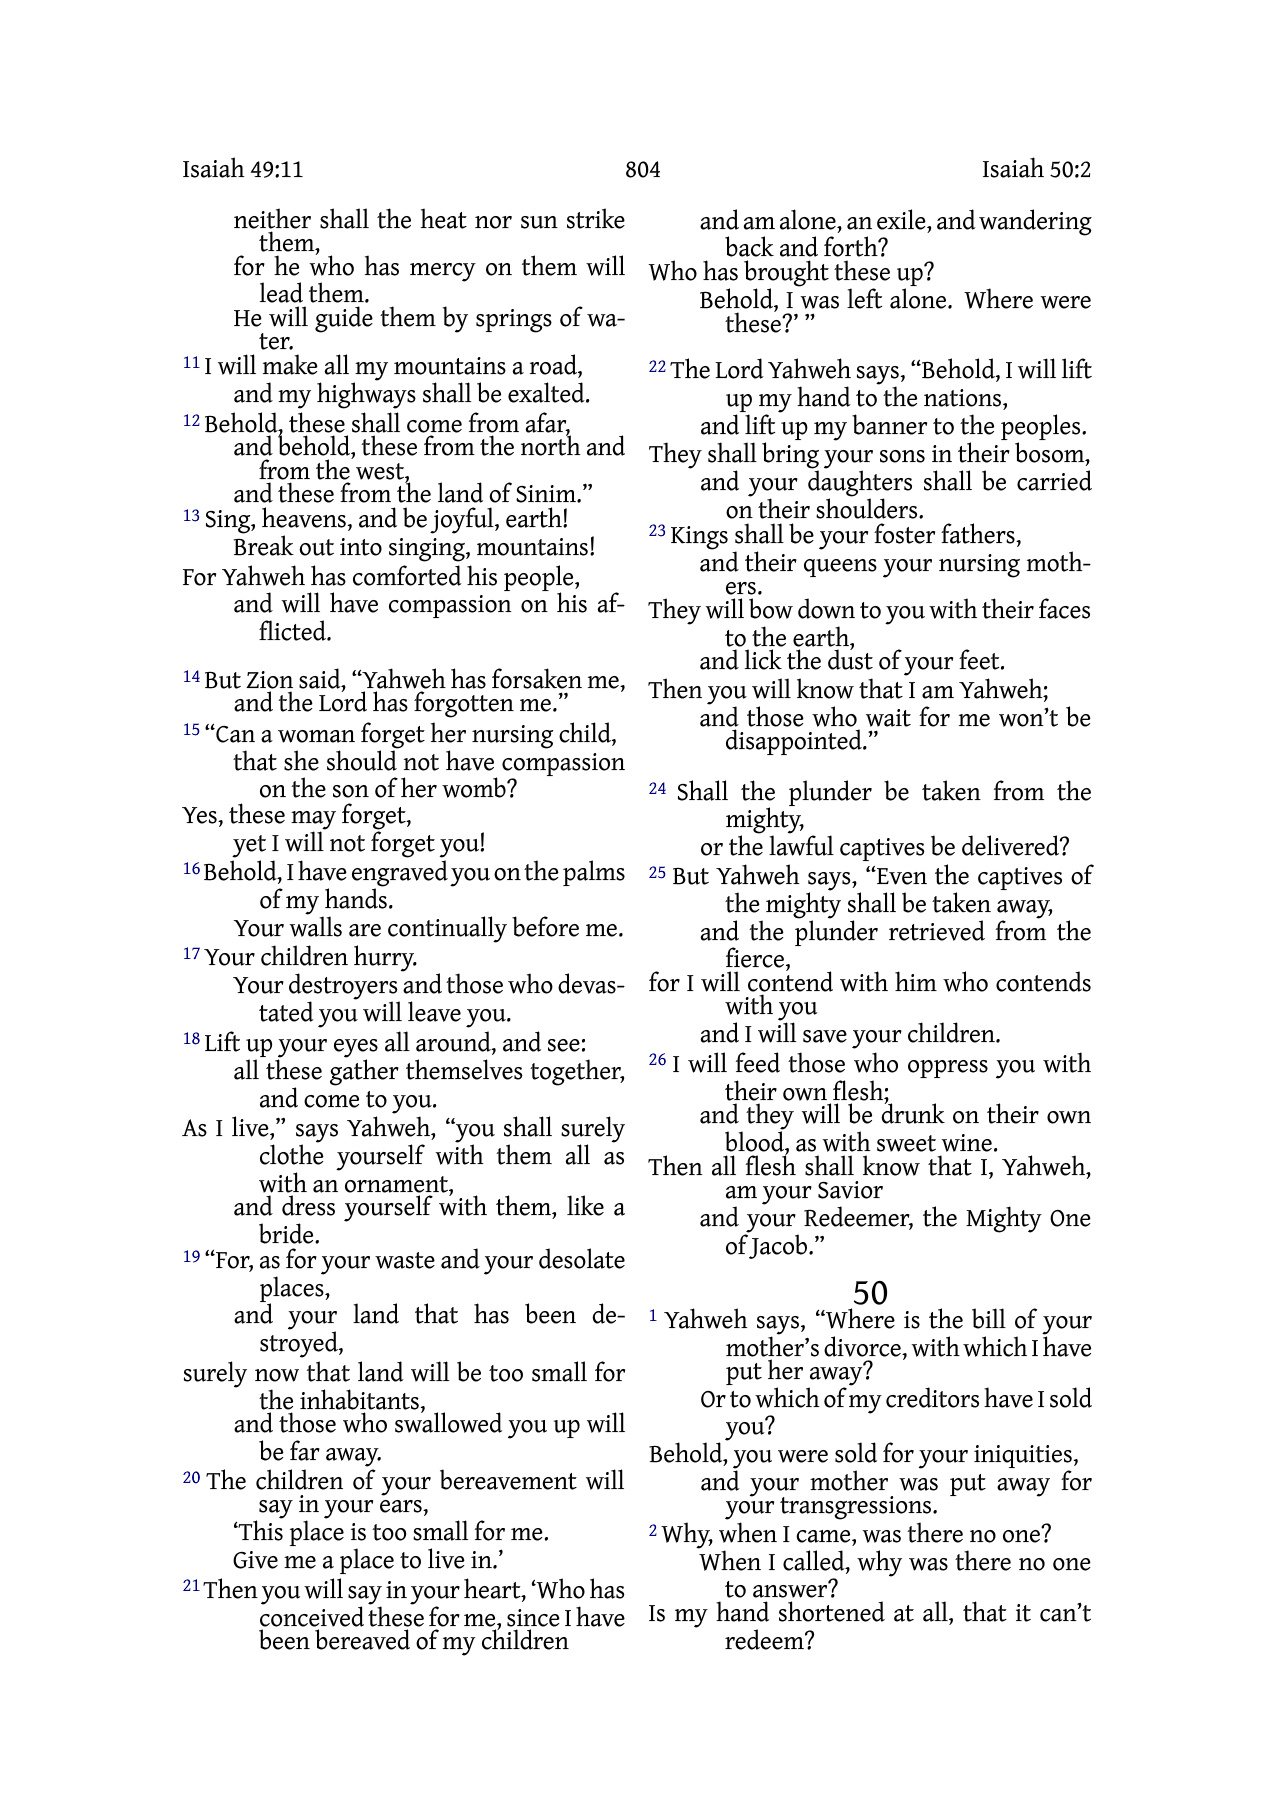 Isaiah 49:11 804 Isaiah 50:2
neither shall the heat nor sun strike
them,
for he who has mercy on them will
lead them.
He will guide them by springs of wa-
ter.
11 I will make all my mountains a road,
and my highways shall be exalted.
12 Behold, these shall come from afar,
and behold, these from the north and
from the west,
and these from the land of Sinim.”
13 Sing, heavens, and be joyful, earth!
Break out into singing, mountains!
For Yahweh has comforted his people,
and will have compassion on his af-
flicted.
14 But Zion said, “Yahweh has forsaken me,
and the Lord has forgotten me.”
15 “Can a woman forget her nursing child,
that she should not have compassion
on the son of her womb?
Yes, these may forget,
yet I will not forget you!
16 Behold, I have engraved you on the palms
of my hands.
Your walls are continually before me.
17 Your children hurry.
Your destroyers and those who devas-
tated you will leave you.
18 Lift up your eyes all around, and see:
all these gather themselves together,
and come to you.
As I live,” says Yahweh, “you shall surely
clothe yourself with them all as
with an ornament,
and dress yourself with them, like a
bride.
19 “For, as for your waste and your desolate
places,
and your land that has been de-
stroyed,
surely now that land will be too small for
the inhabitants,
and those who swallowed you up will
be far away.
20 The children of your bereavement will
say in your ears,
‘This place is too small for me.
Give me a place to live in.’
21 Then you will say in your heart, ‘Who has
conceived these for me, since I have
been bereaved of my children
and am alone, an exile, and wandering
back and forth?
Who has brought these up?
Behold, I was left alone. Where were
these?’ ”
22 The Lord Yahweh says, “Behold, I will lift
up my hand to the nations,
and lift up my banner to the peoples.
They shall bring your sons in their bosom,
and your daughters shall be carried
on their shoulders.
23 Kings shall be your foster fathers,
and their queens your nursing moth-
ers.
They will bow down to you with their faces
to the earth,
and lick the dust of your feet.
Then you will know that I am Yahweh;
and those who wait for me won’t be
disappointed.”
24 Shall the plunder be taken from the
mighty,
or the lawful captives be delivered?
25 But Yahweh says, “Even the captives of
the mighty shall be taken away,
and the plunder retrieved from the
fierce,
for I will contend with him who contends
with you
and I will save your children.
26 I will feed those who oppress you with
their own flesh;
and they will be drunk on their own
blood, as with sweet wine.
Then all flesh shall know that I, Yahweh,
am your Savior
and your Redeemer, the Mighty One
of Jacob.”
50
1 Yahweh says, “Where is the bill of your
mother’s divorce, with which I have
put her away?
Or to which of my creditors have I sold
you?
Behold, you were sold for your iniquities,
and your mother was put away for
your transgressions.
2 Why, when I came, was there no one?
When I called, why was there no one
to answer?
Is my hand shortened at all, that it can’t
redeem?